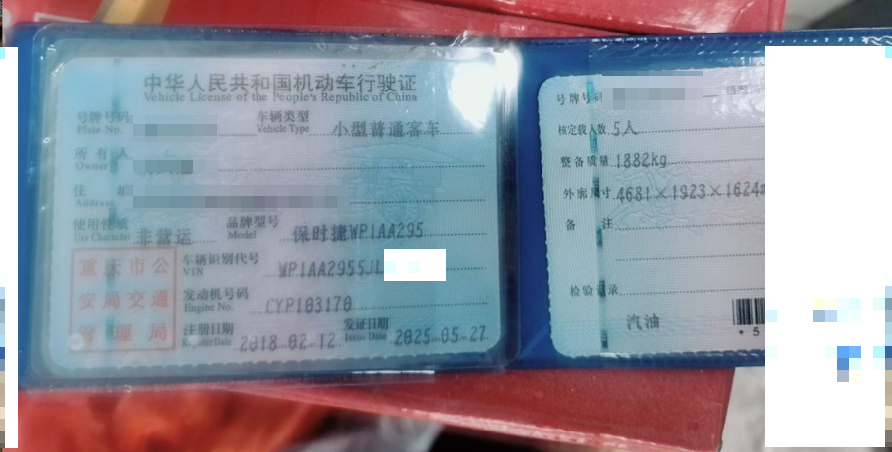 中华人民共和国机动车行驶证
Vehicle License of the People's Republic of China
号牌号码
Plate No.
车辆类型
Vehicle Type
小型普通客车
所有人
Owner
住
Address
使用性质
Use Character
非营运
品牌型号
Model
保时捷WP1AA295
重庆市公
安局交通
管理局
车辆识别代号
VIN
WP1AA2955JL
发动机号码
Engine No.
CYP103170
注册日期
Register Date
2018-02-12
发证日期
Issue Date
2025-05-27
号牌号码
核定载人数 5人
整备质量 1882kg
外廓尺寸 4681×1923×1624
备 注
检验记录
汽油
* 5